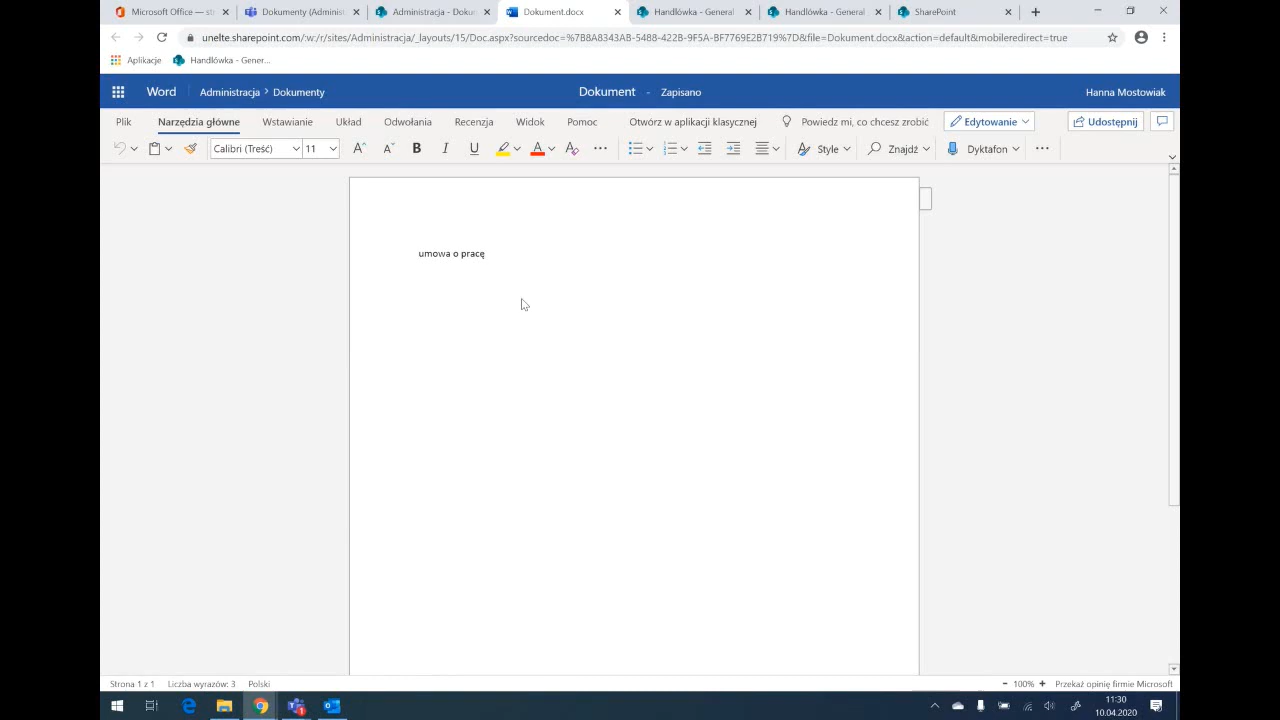 Microsoft Office — str
Dokumenty (Administ
Administracja - Dokun
Dokument.docx
Handlówka - General
Handlówka - General
SharePoint
unelte.sharepoint.com/:w:/r/sites/Administracja/_layouts/15/Doc.aspx?sourcedoc=%7B8A8343AB-5488-422B-9F5A-BF7769E2B719%7D&file=Dokument.docx&action=default&mobileredirect=true
Aplikacje
Handlówka - Gener...
Word
Administracja > Dokumenty
Dokument - Zapisano
Hanna Mostowiak
Plik
Narzędzia główne
Wstawianie
Układ
Odwołania
Recenzja
Widok
Pomoc
Otwórz w aplikacji klasycznej
Powiedz mi, co chcesz zrobić
Edytowanie
Udostępnij
Calibri (Treść)
11
A
A
B
I
U
A
Style
Znajdź
Dyktafon
umowa o pracę
Strona 1 z 1
Liczba wyrazów: 3
Polski
- 100% +
Przekaż opinię firmie Microsoft
11:30
10.04.2020